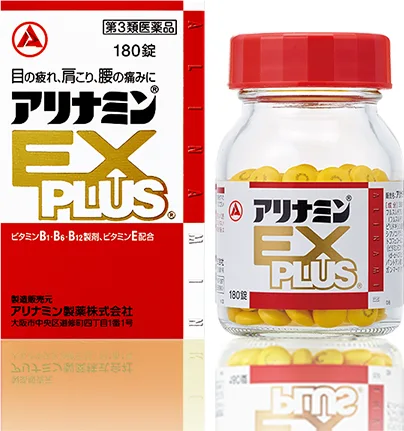 第3類医薬品
180錠
目の疲れ、肩こり、腰の痛みに
アリナミン®
EX
PLUS®
ビタミンB1・B6・B12製剤、ビタミンE配合
製造販売元
アリナミン製薬株式会社
大阪市中央区道修町四丁目1番1号
ALINAMIN
アリナミン®
EX
PLUS®
180錠
ALINAMI